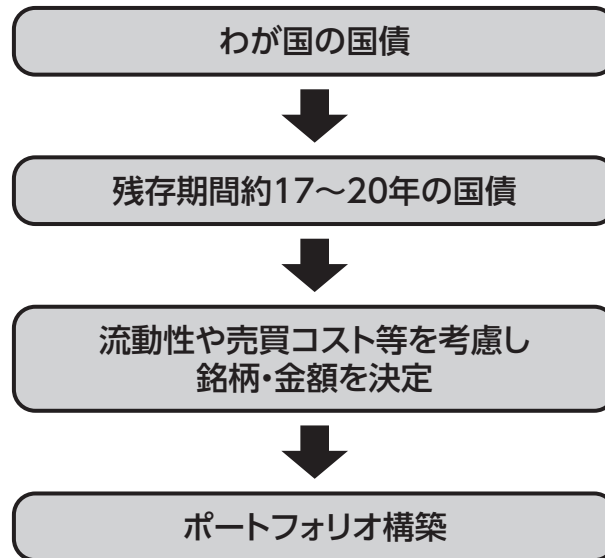 わが国の国債
残存期間約17～20年の国債
流動性や売買コスト等を考慮し
銘柄・金額を決定
ポートフォリオ構築